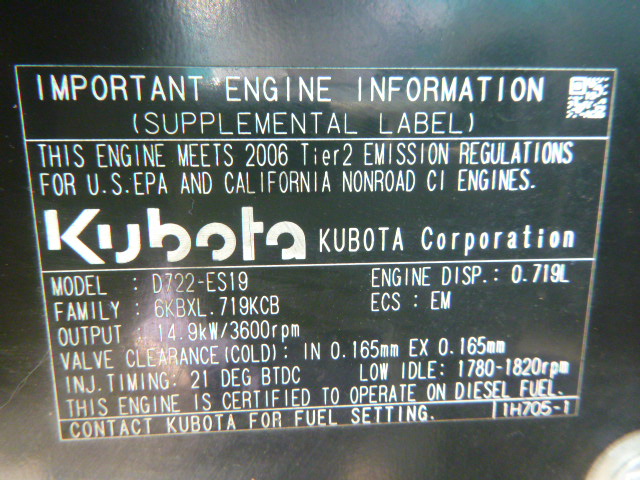 IMPORTANT ENGINE INFORMATION
(SUPPLEMENTAL LABEL)
THIS ENGINE MEETS 2006 Tier2 EMISSION REGULATIONS
FOR U.S.EPA AND CALIFORNIA NONROAD CI ENGINES.
Kubota KUBOTA Corporation
MODEL : D722-ES19 ENGINE DISP.: 0.719L
FAMILY : 6KBXL.719KCB ECS : EM
OUTPUT : 14.9kW/3600rpm
VALVE CLEARANCE(COLD): IN 0.165mm EX 0.165mm
INJ.TIMING: 21 DEG BTDC LOW IDLE: 1780-1820rpm
THIS ENGINE IS CERTIFIED TO OPERATE ON DIESEL FUEL.
CONTACT KUBOTA FOR FUEL SETTING. 1H705-1